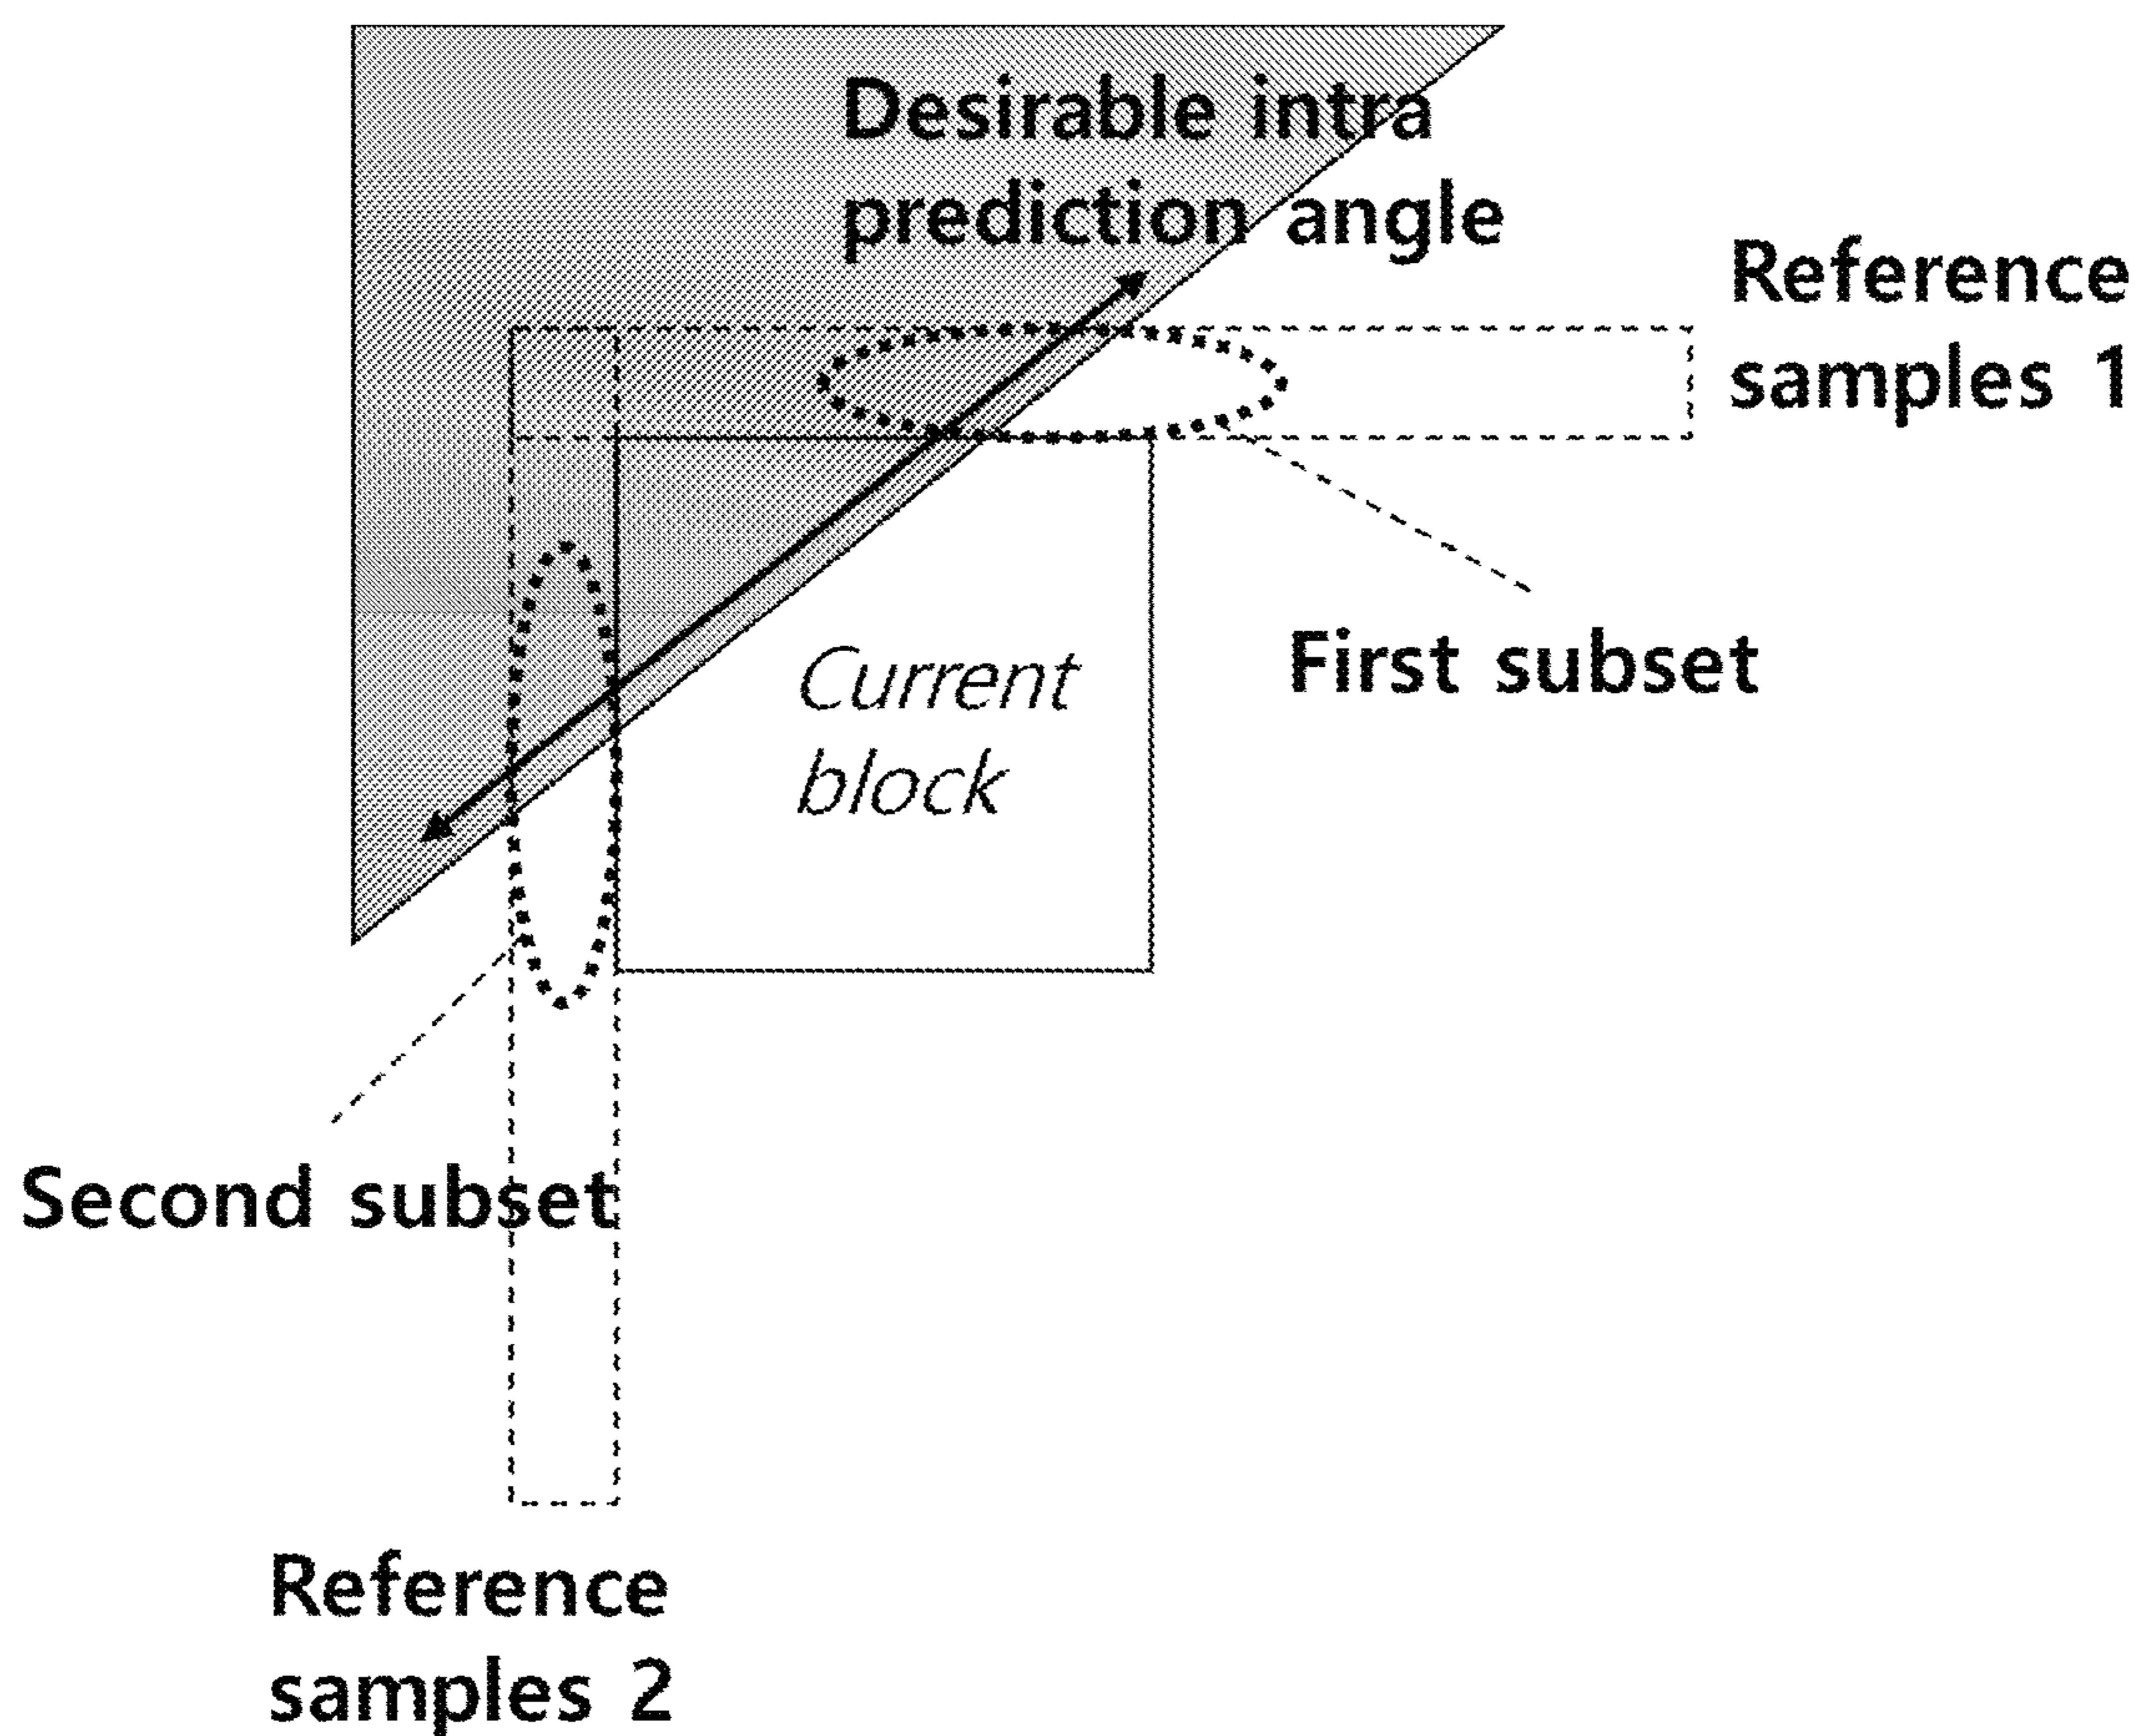 Desirable intra
prediction angle
Reference
samples 1
First subset
Current
block
Second subset
Reference
samples 2